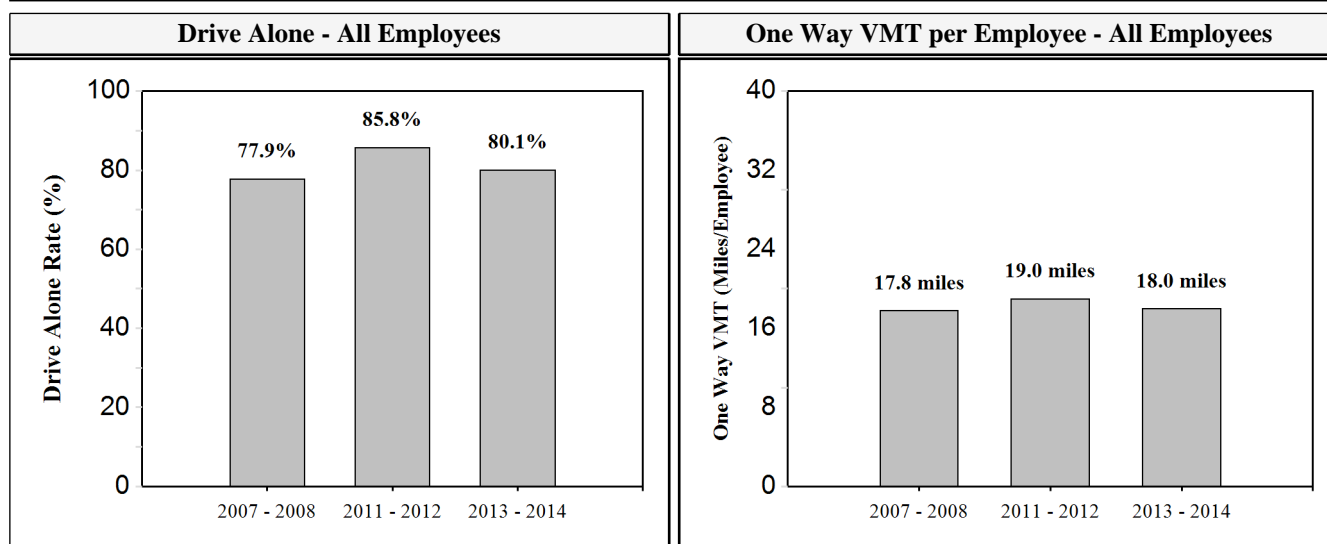 Drive Alone - All Employees
One Way VMT per Employee - All Employees
Drive Alone Rate (%)
100
80
60
40
20
0
77.9%
85.8%
80.1%
2007 - 2008
2011 - 2012
2013 - 2014
One Way VMT (Miles/Employee)
40
32
24
16
8
0
17.8 miles
19.0 miles
18.0 miles
2007 - 2008
2011 - 2012
2013 - 2014